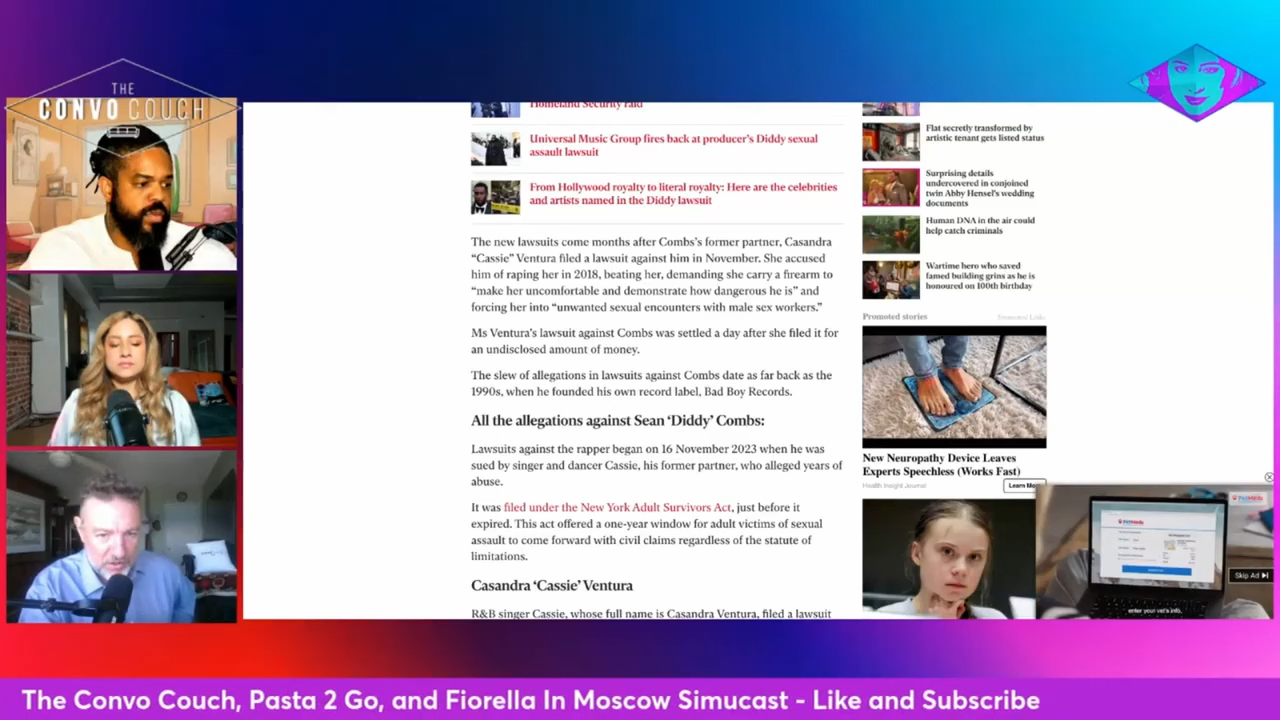 THE
CONVO COUCH
Homeland Security raid
Universal Music Group fires back at producer's Diddy sexual
assault lawsuit
From Hollywood royalty to literal royalty: Here are the celebrities
and artists named in the Diddy lawsuit
The new lawsuits come months after Combs's former partner, Casandra
“Cassie” Ventura filed a lawsuit against him in November. She accused
him of raping her in 2018, beating her, demanding she carry a firearm to
“make her uncomfortable and demonstrate how dangerous he is” and
forcing her into “unwanted sexual encounters with male sex workers.”
Ms Ventura's lawsuit against Combs was settled a day after she filed it for
an undisclosed amount of money.
The slew of allegations in lawsuits against Combs date as far back as the
1990s, when he founded his own record label, Bad Boy Records.
All the allegations against Sean ‘Diddy’ Combs:
Lawsuits against the rapper began on 16 November 2023 when he was
sued by singer and dancer Cassie, his former partner, who alleged years of
abuse.
It was filed under the New York Adult Survivors Act, just before it
expired. This act offered a one-year window for adult victims of sexual
assault to come forward with civil claims regardless of the statute of
limitations.
Casandra ‘Cassie’ Ventura
R&B singer Cassie, whose full name is Casandra Ventura, filed a lawsuit
Flat secretly transformed by
artistic tenant gets listed status
Surprising details
undercovered in conjoined
twin Abby Hensel's wedding
documents
Human DNA in the air could
help catch criminals
Wartime hero who saved
famed building grins as he is
honoured on 100th birthday
Promoted stories
Promoted Links
New Neuropathy Device Leaves
Experts Speechless (Works Fast)
Health Insight Journal
Learn More
enter your vet's info,
Skip Ad
The Convo Couch, Pasta 2 Go, and Fiorella In Moscow Simucast - Like and Subscribe